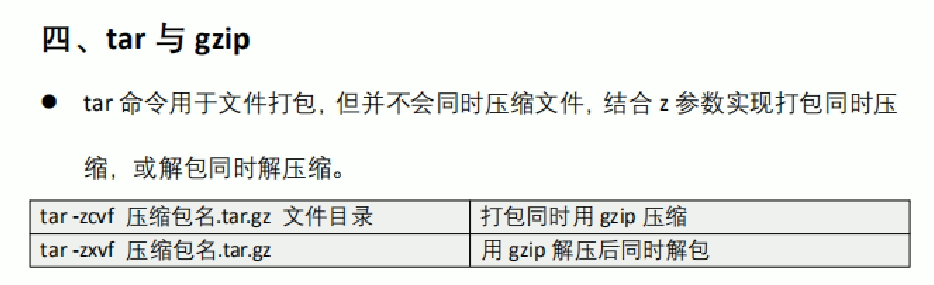 四、tar 与 gzip
● tar 命令用于文件打包，但并不会同时压缩文件，结合 z 参数实现打包同时压
缩，或解包同时解压缩。
tar -zcvf 压缩包名.tar.gz 文件目录 打包同时用 gzip 压缩
tar -zxvf 压缩包名.tar.gz 用 gzip 解压后同时解包